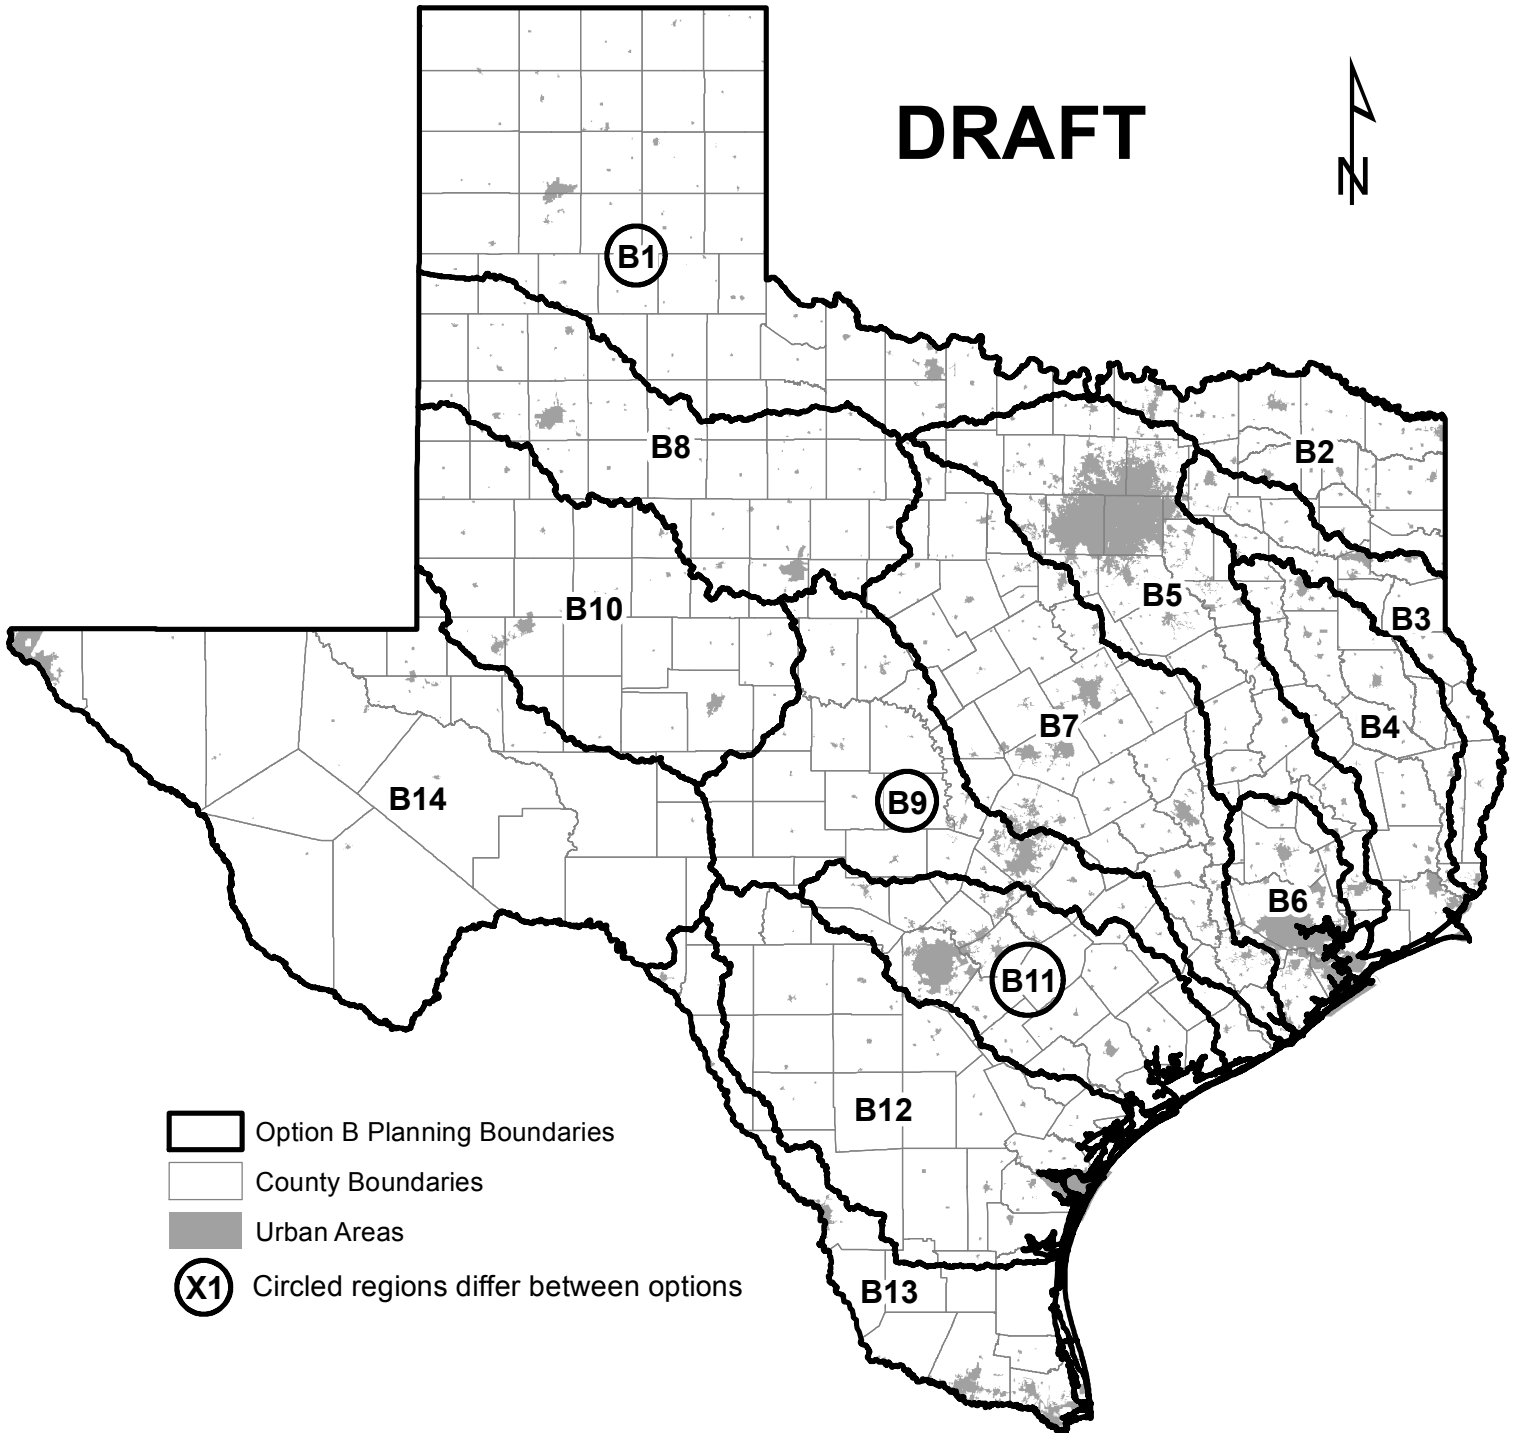 DRAFT
N
B1
B8
B2
B10
B5
B3
B7
B4
B14
B9
B6
B11
B12
B13
Option B Planning Boundaries
County Boundaries
Urban Areas
X1 Circled regions differ between options